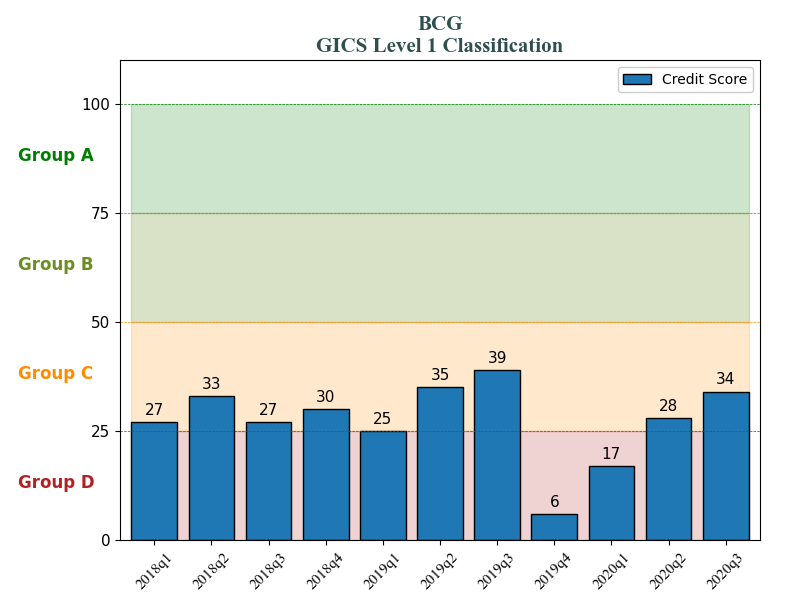 BCG
GICS Level 1 Classification
Credit Score
100
Group A
75
Group B
50
Group C
39
35
34
33
30
28
27
27
25
25
17
Group D
6
0
2018q1
2018q2
2018q3
2018q4
2019q1
2019q2
2019q3
2019q4
2020q1
2020q2
2020q3